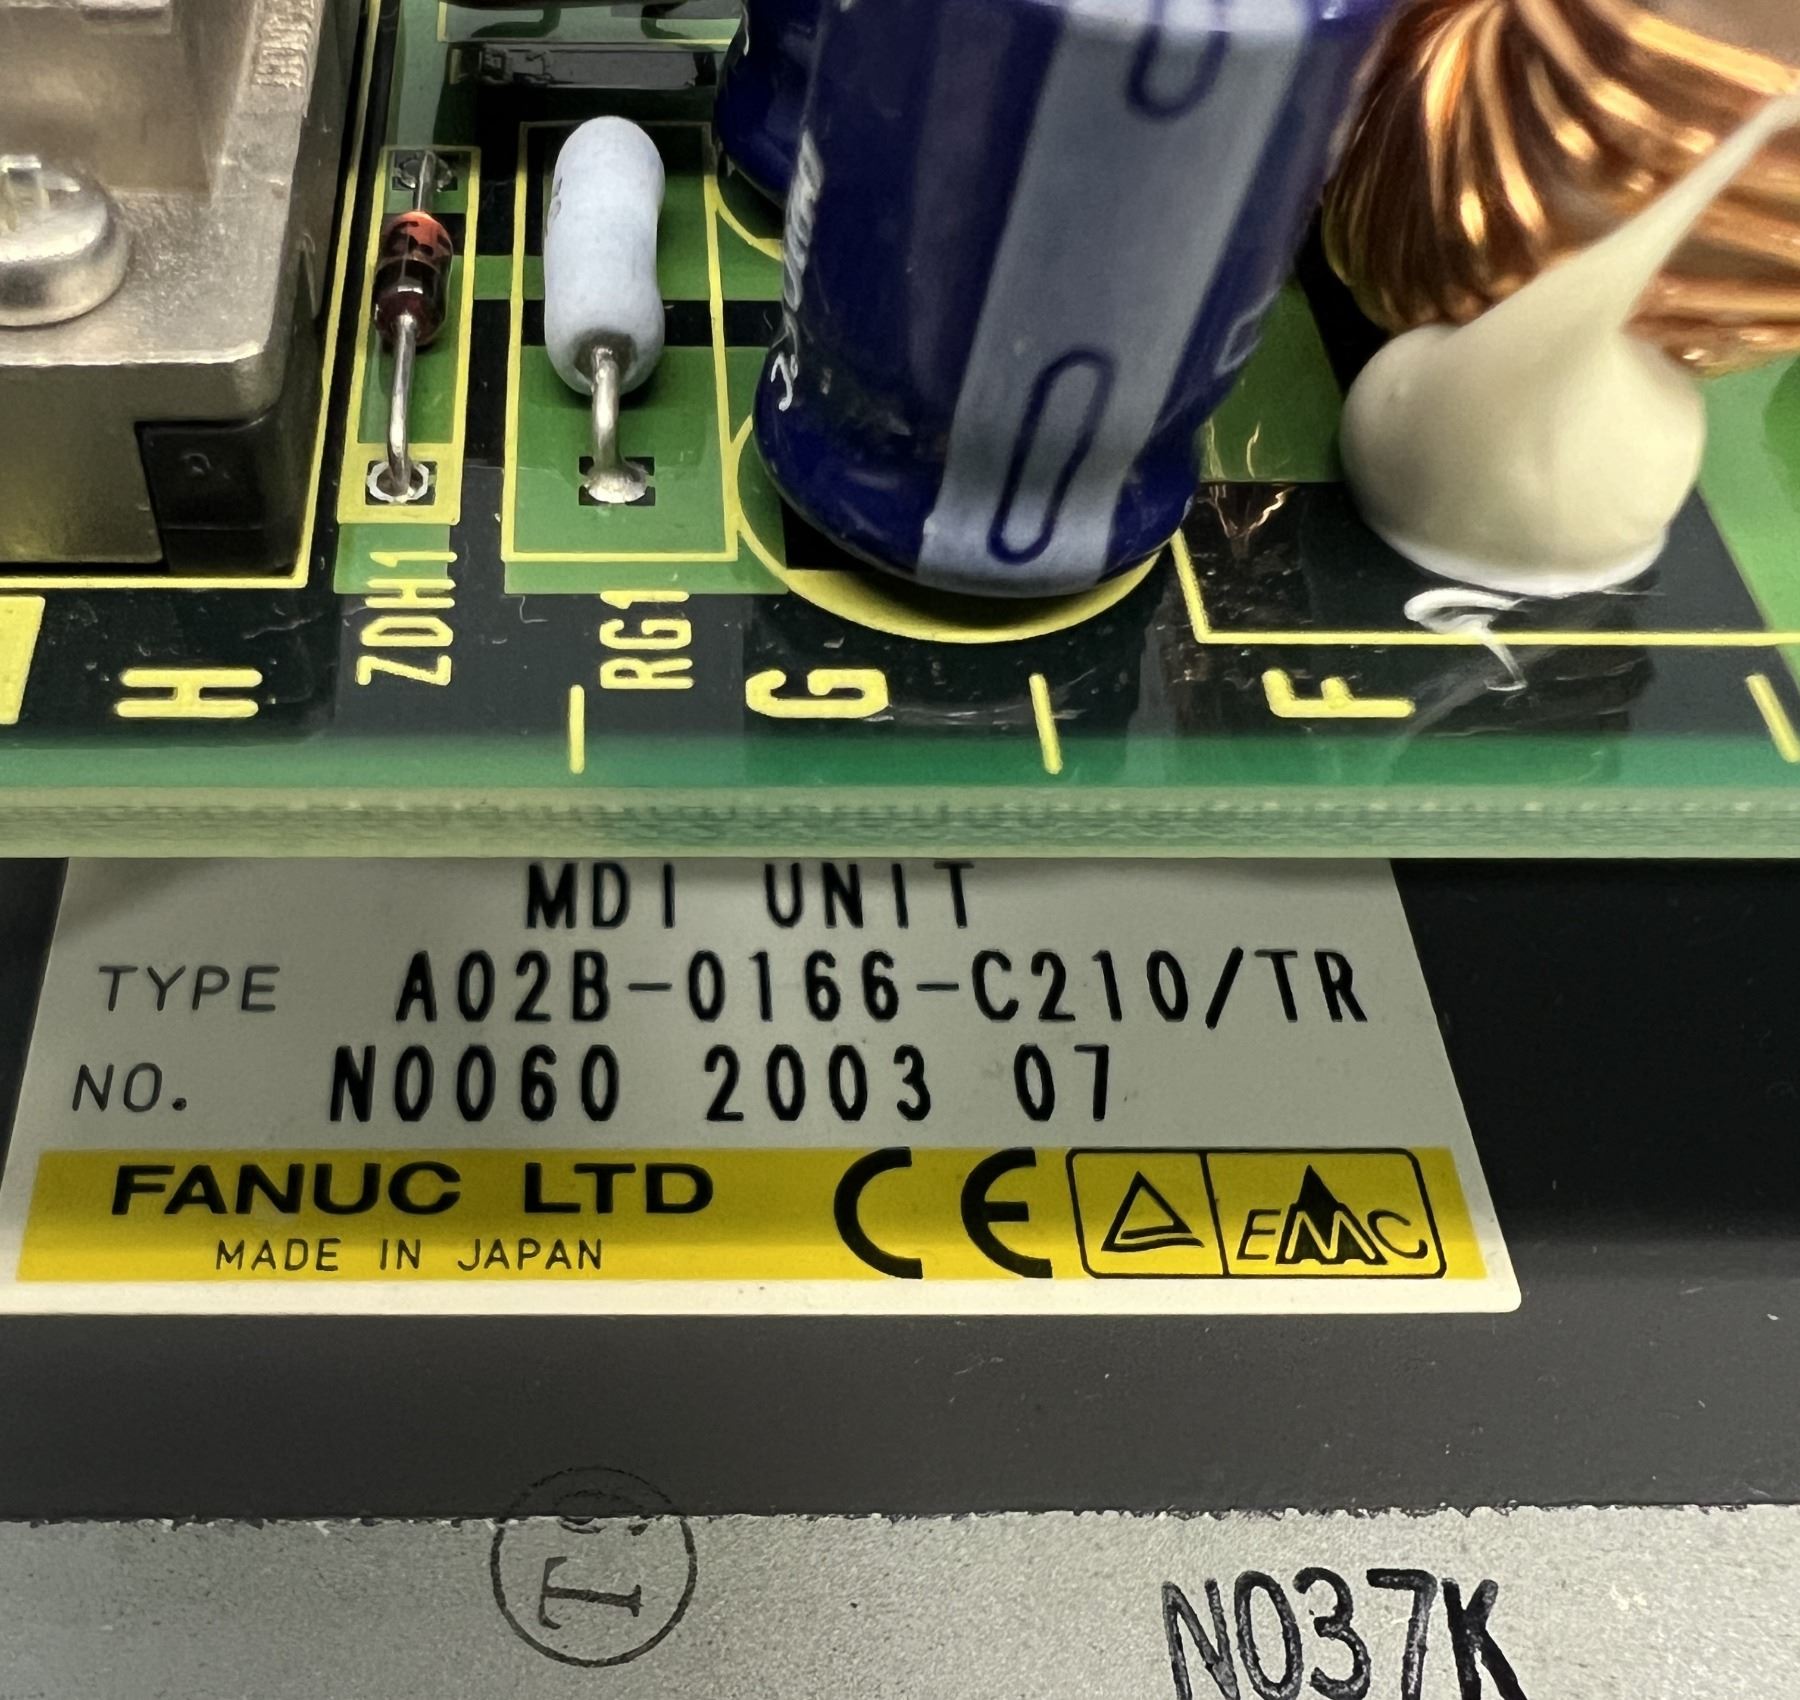 ZDH1
RG1
H
G
F
MDI UNIT
TYPE A02B-0166-C210/TR
NO. N0060 2003 07
FANUC LTD
MADE IN JAPAN
CE
EMC
T
N037K